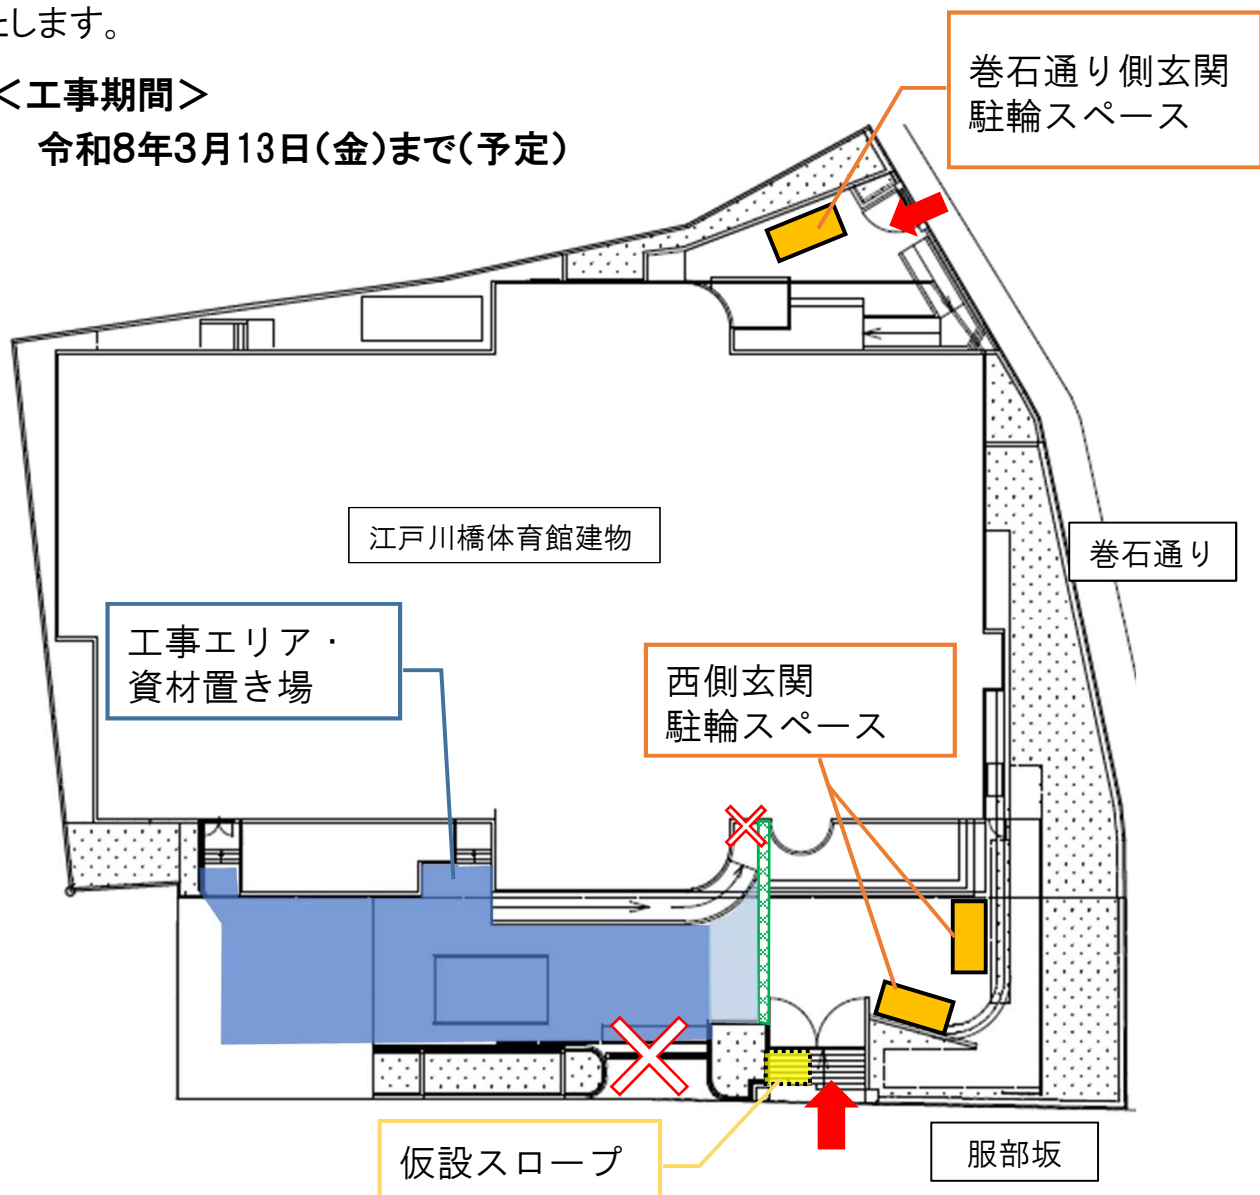 します。
＜工事期間＞
令和8年3月13日(金)まで(予定)
巻石通り側玄関
駐輪スペース
江戸川橋体育館建物
巻石通り
工事エリア・
資材置き場
西側玄関
駐輪スペース
仮設スロープ
服部坂